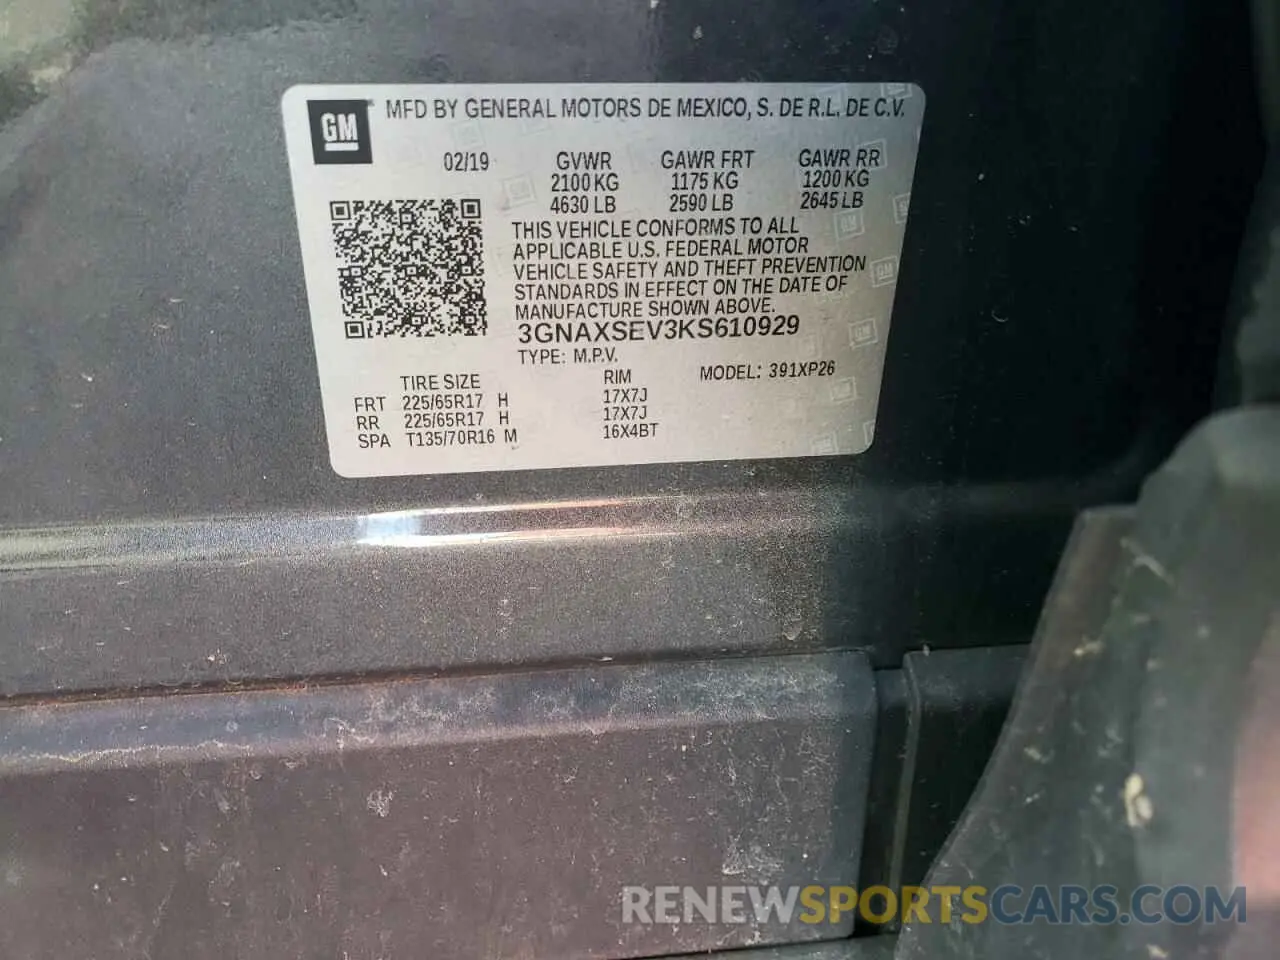 GM
MFD BY GENERAL MOTORS DE MEXICO, S. DE R.L. DE C.V.
02/19 GVWR GAWR FRT GAWR RR
2100 KG 1175 KG 1200 KG
4630 LB 2590 LB 2645 LB
THIS VEHICLE CONFORMS TO ALL
APPLICABLE U.S. FEDERAL MOTOR
VEHICLE SAFETY AND THEFT PREVENTION
STANDARDS IN EFFECT ON THE DATE OF
MANUFACTURE SHOWN ABOVE.
3GNAXSEV3KS610929
TYPE: M.P.V.
TIRE SIZE RIM MODEL: 391XP26
FRT 225/65R17 H 17X7J
RR 225/65R17 H 17X7J
SPA T135/70R16 M 16X4BT
RENEWSPORTSCARS.COM